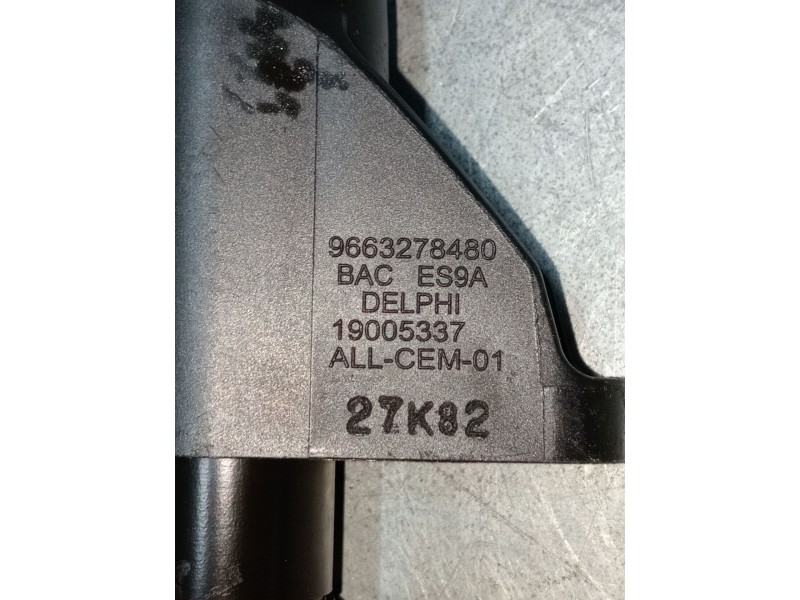 9663278480
BAC ES9A
DELPHI
19005337
ALL-CEM-01
27K82